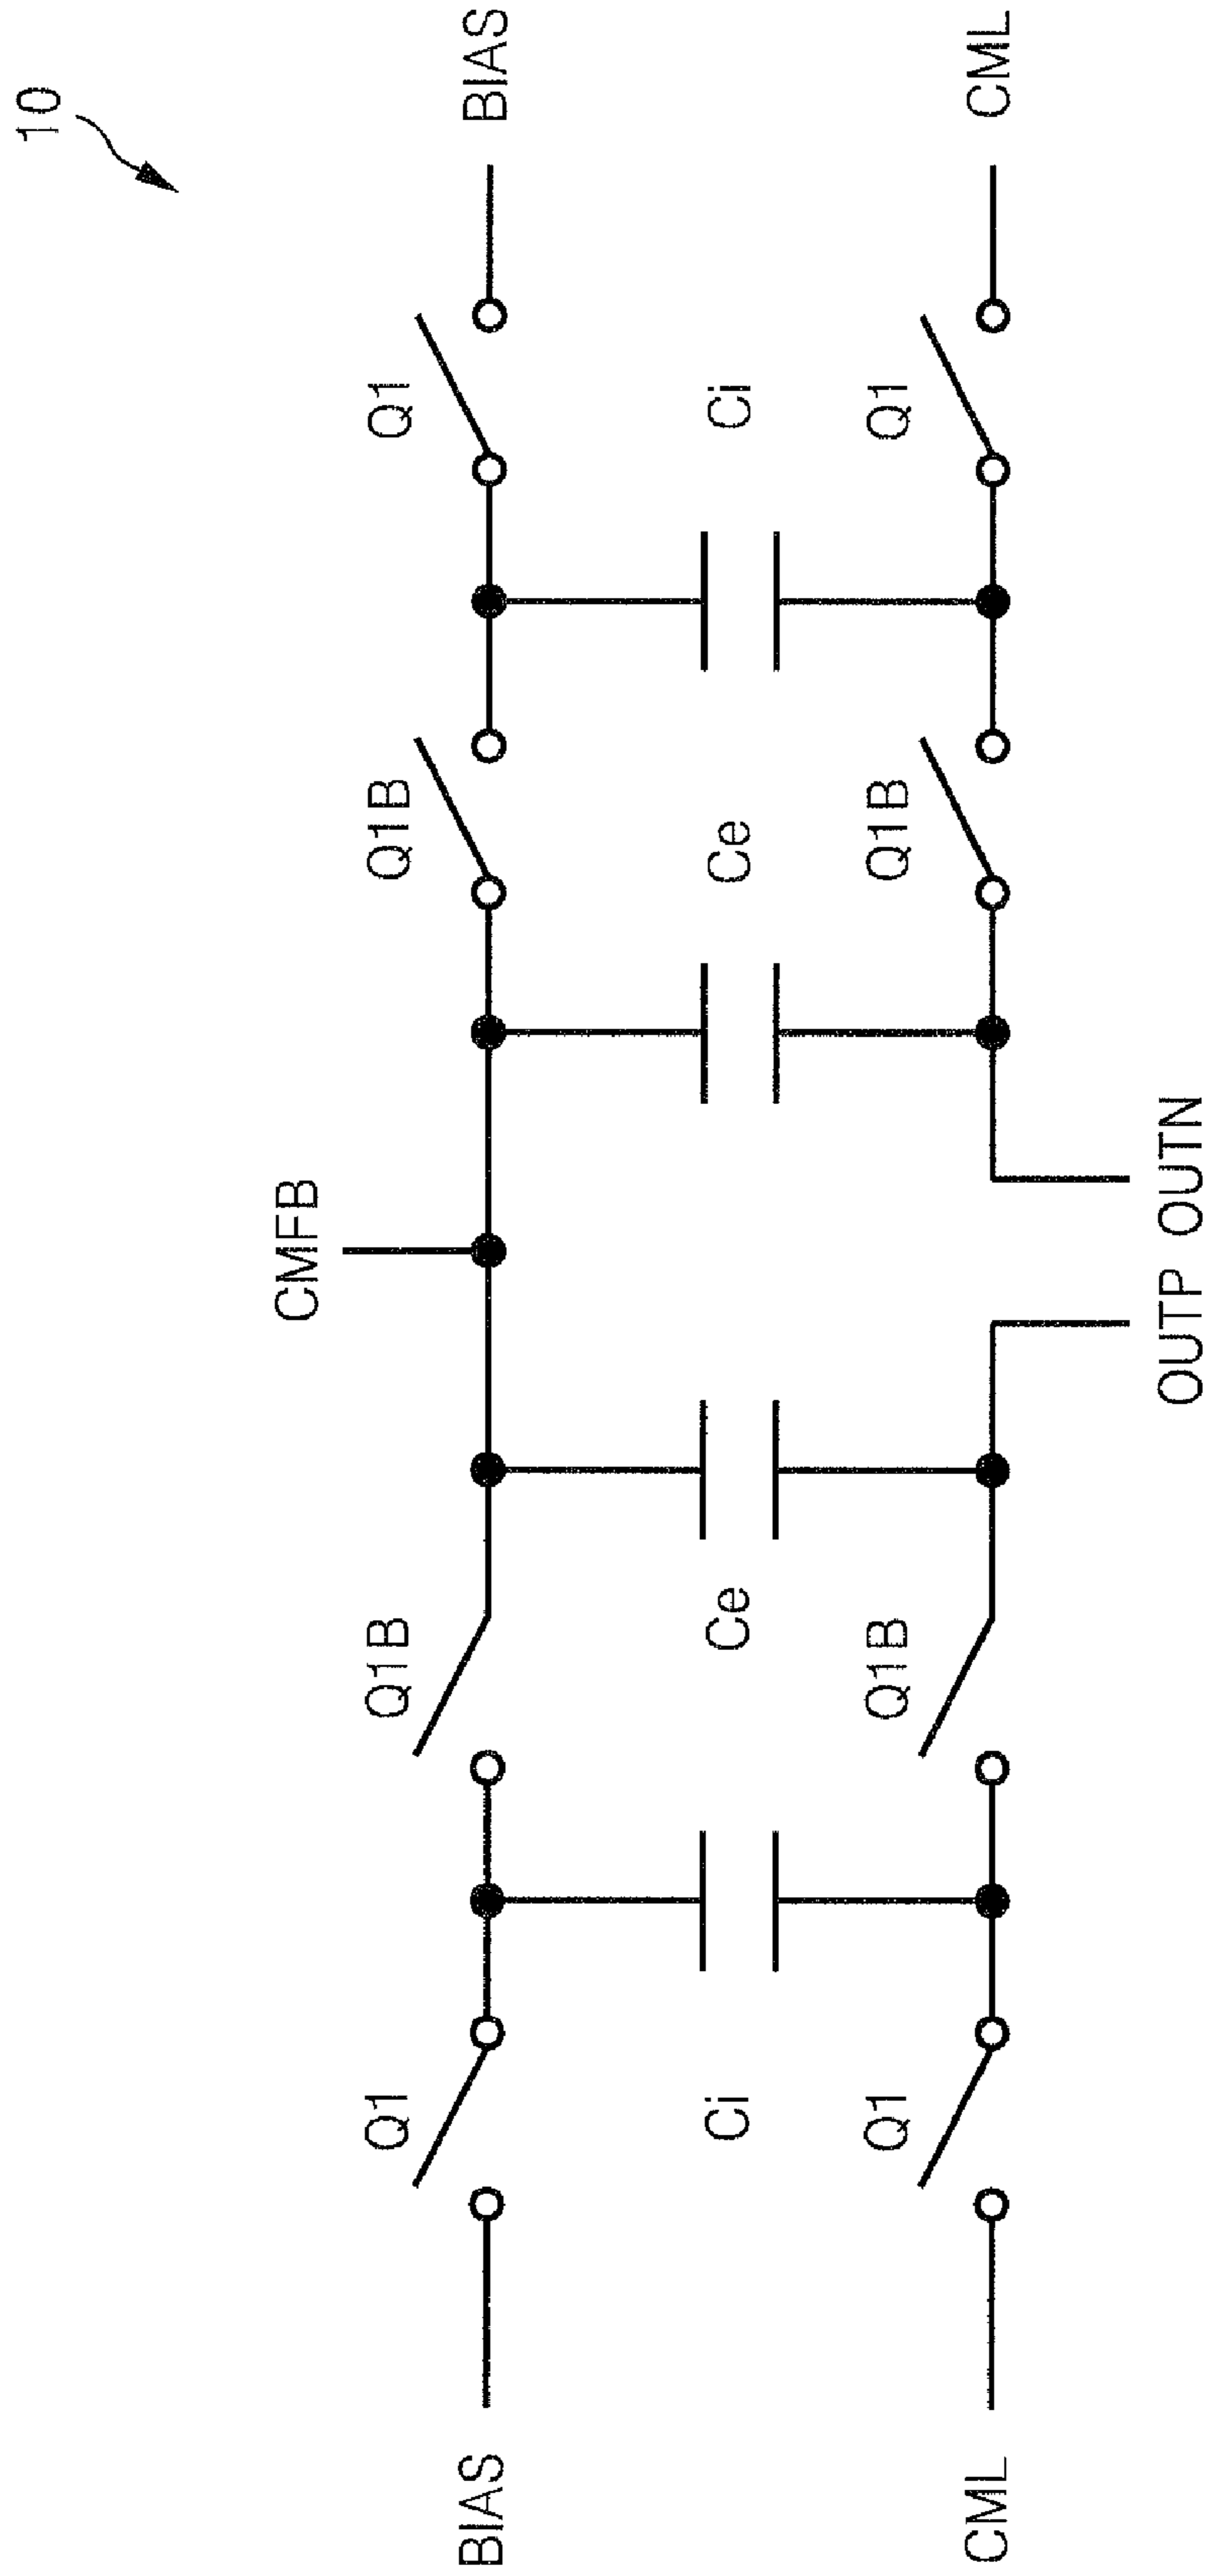 10
CMFB
BIAS Q1 Q1B Q1B Q1 BIAS
Ci Ce Ce Ci
CML Q1 Q1B Q1B Q1 CML
OUTP OUTN